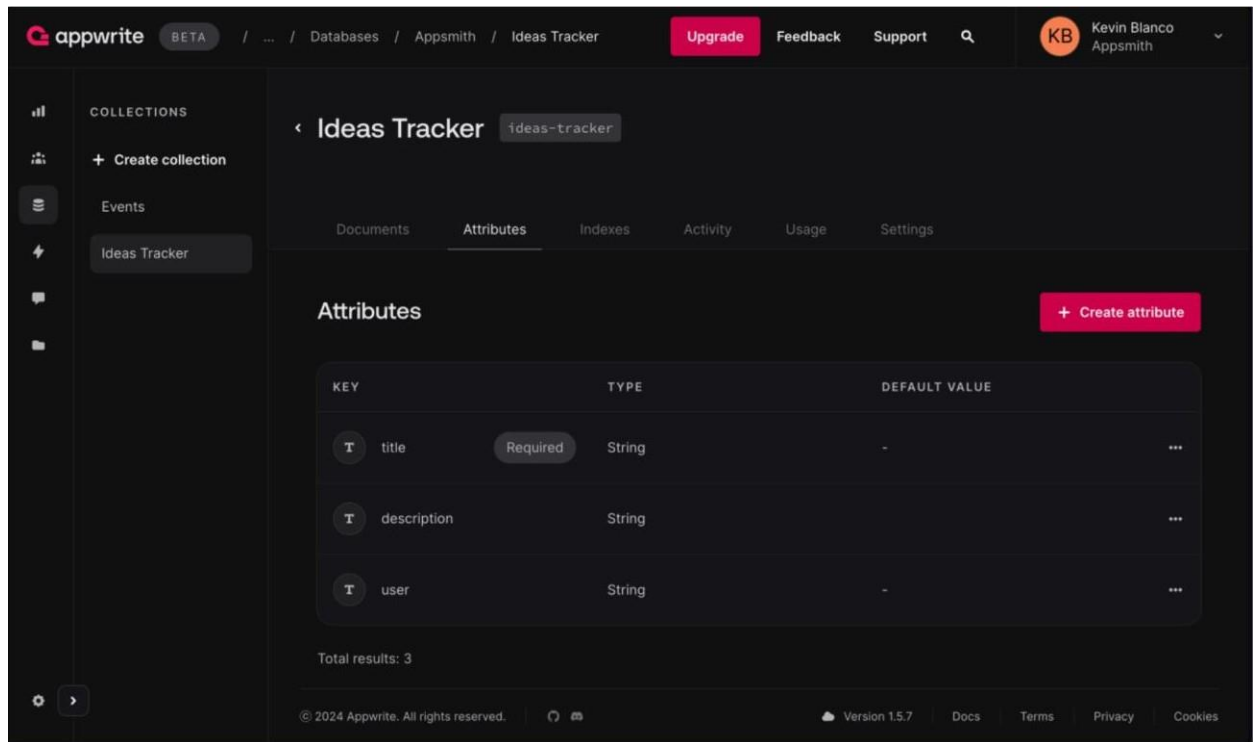 appwrite BETA / ... / Databases / Appsmith / Ideas Tracker Upgrade Feedback Support KB Kevin Blanco
Appsmith
COLLECTIONS
+ Create collection
Events
Ideas Tracker
Ideas Tracker ideas-tracker
Documents Attributes Indexes Activity Usage Settings
Attributes
+ Create attribute
KEY TYPE DEFAULT VALUE
T title Required String -
T description String
T user String -
Total results: 3
© 2024 Appwrite. All rights reserved. Version 1.5.7 Docs Terms Privacy Cookies